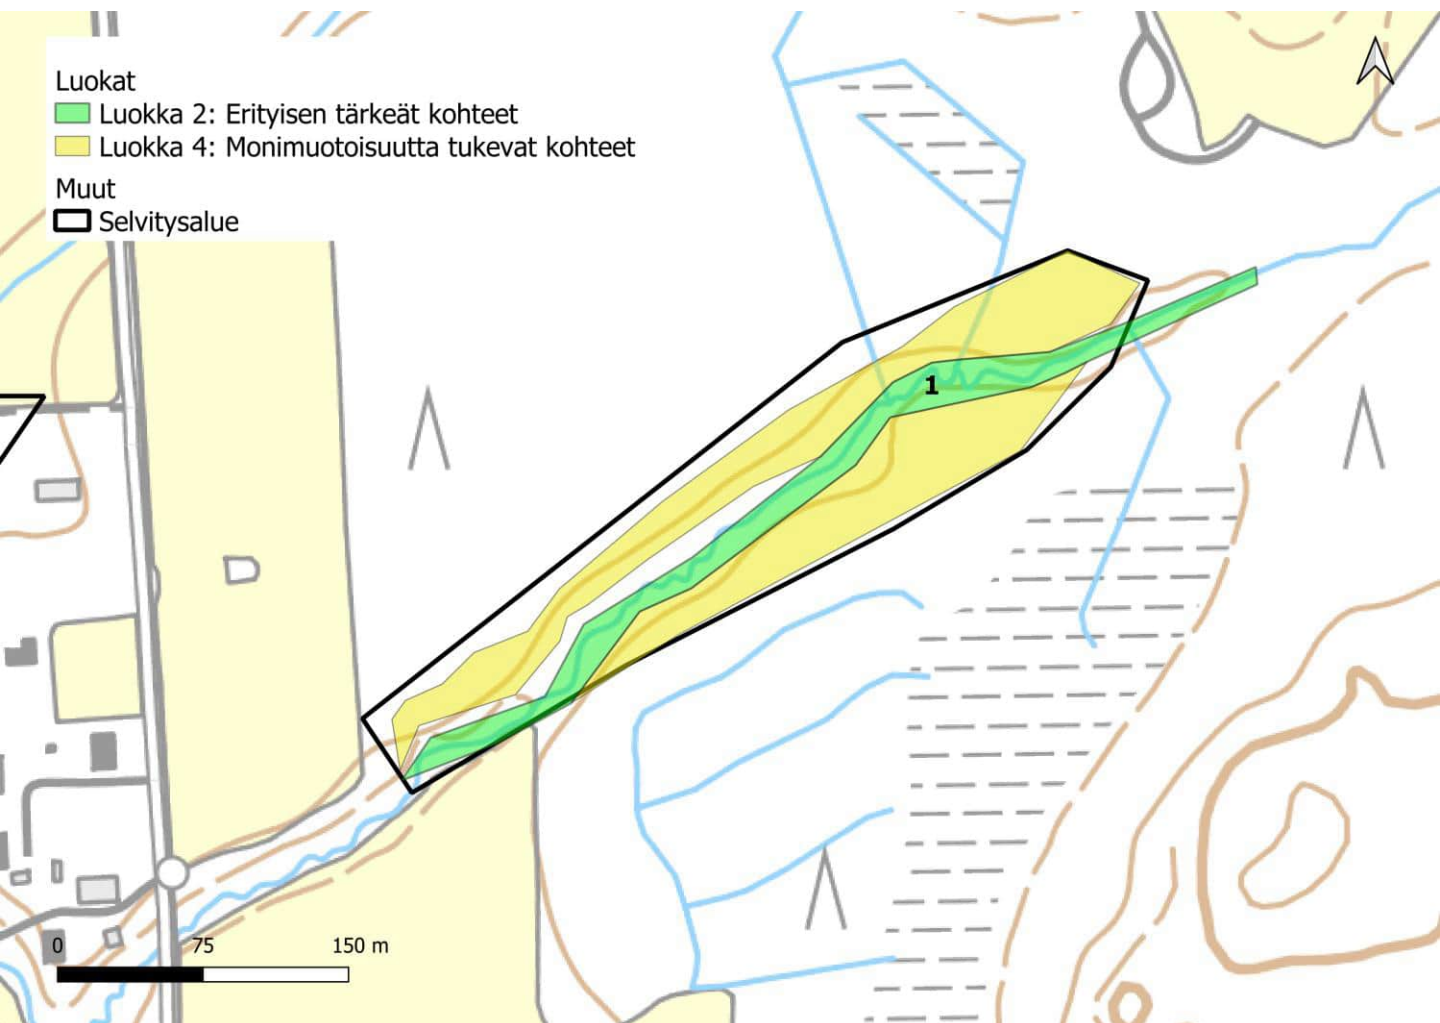 Luokat
Luokka 2: Erityisen tärkeät kohteet
Luokka 4: Monimuotoisuutta tukevat kohteet
Muut
Selvitysalue
1
0 75 150 m